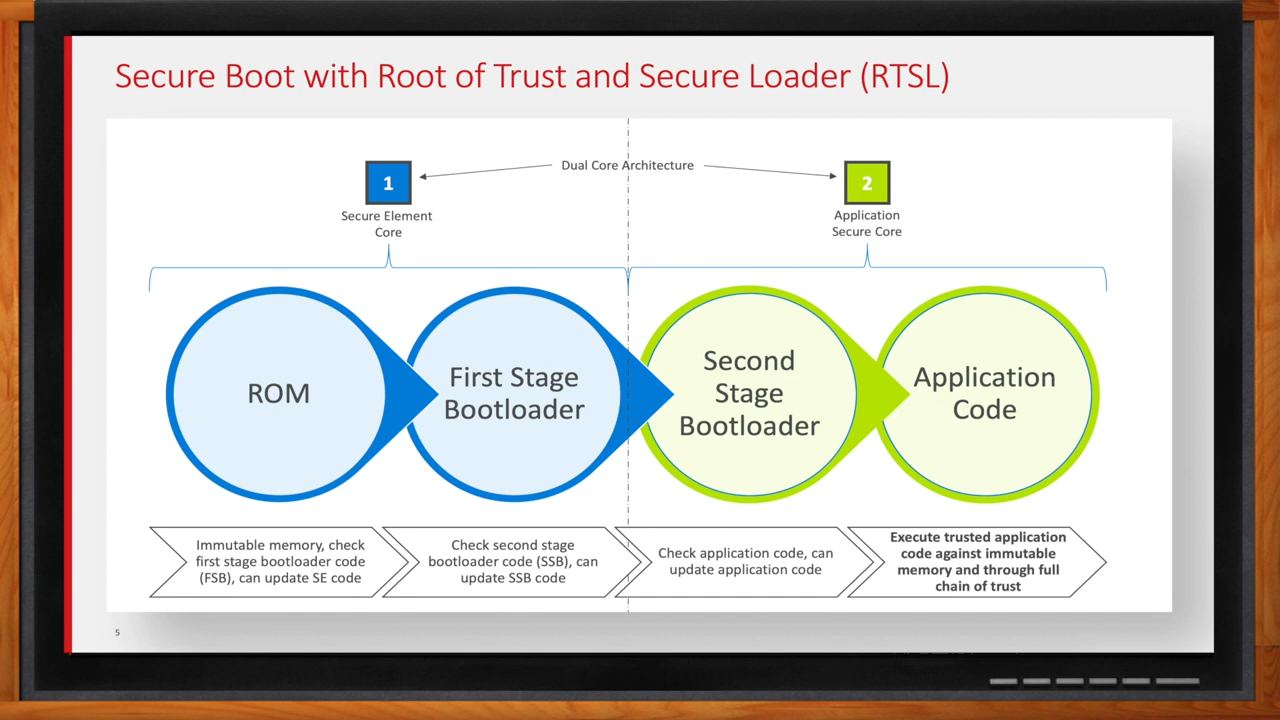 Secure Boot with Root of Trust and Secure Loader (RTSL)
Dual Core Architecture
1
Secure Element
Core
2
Application
Secure Core
ROM
First Stage
Bootloader
Second
Stage
Bootloader
Application
Code
Immutable memory, check
first stage bootloader code
(FSB), can update SE code
Check second stage
bootloader code (SSB), can
update SSB code
Check application code, can
update application code
Execute trusted application
code against immutable
memory and through full
chain of trust
5